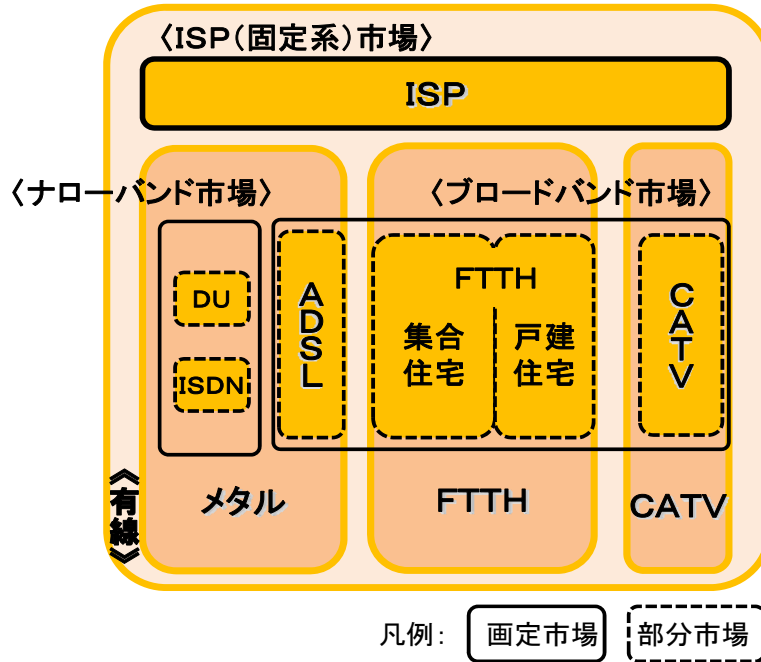 〈ISP(固定系)市場〉
ISP
〈ナローバンド市場〉
〈ブロードバンド市場〉
DU
ISDN
ADSL
FTTH
集合
住宅
戸建
住宅
CATV
《有線》
メタル
FTTH
CATV
凡例:
画定市場
部分市場